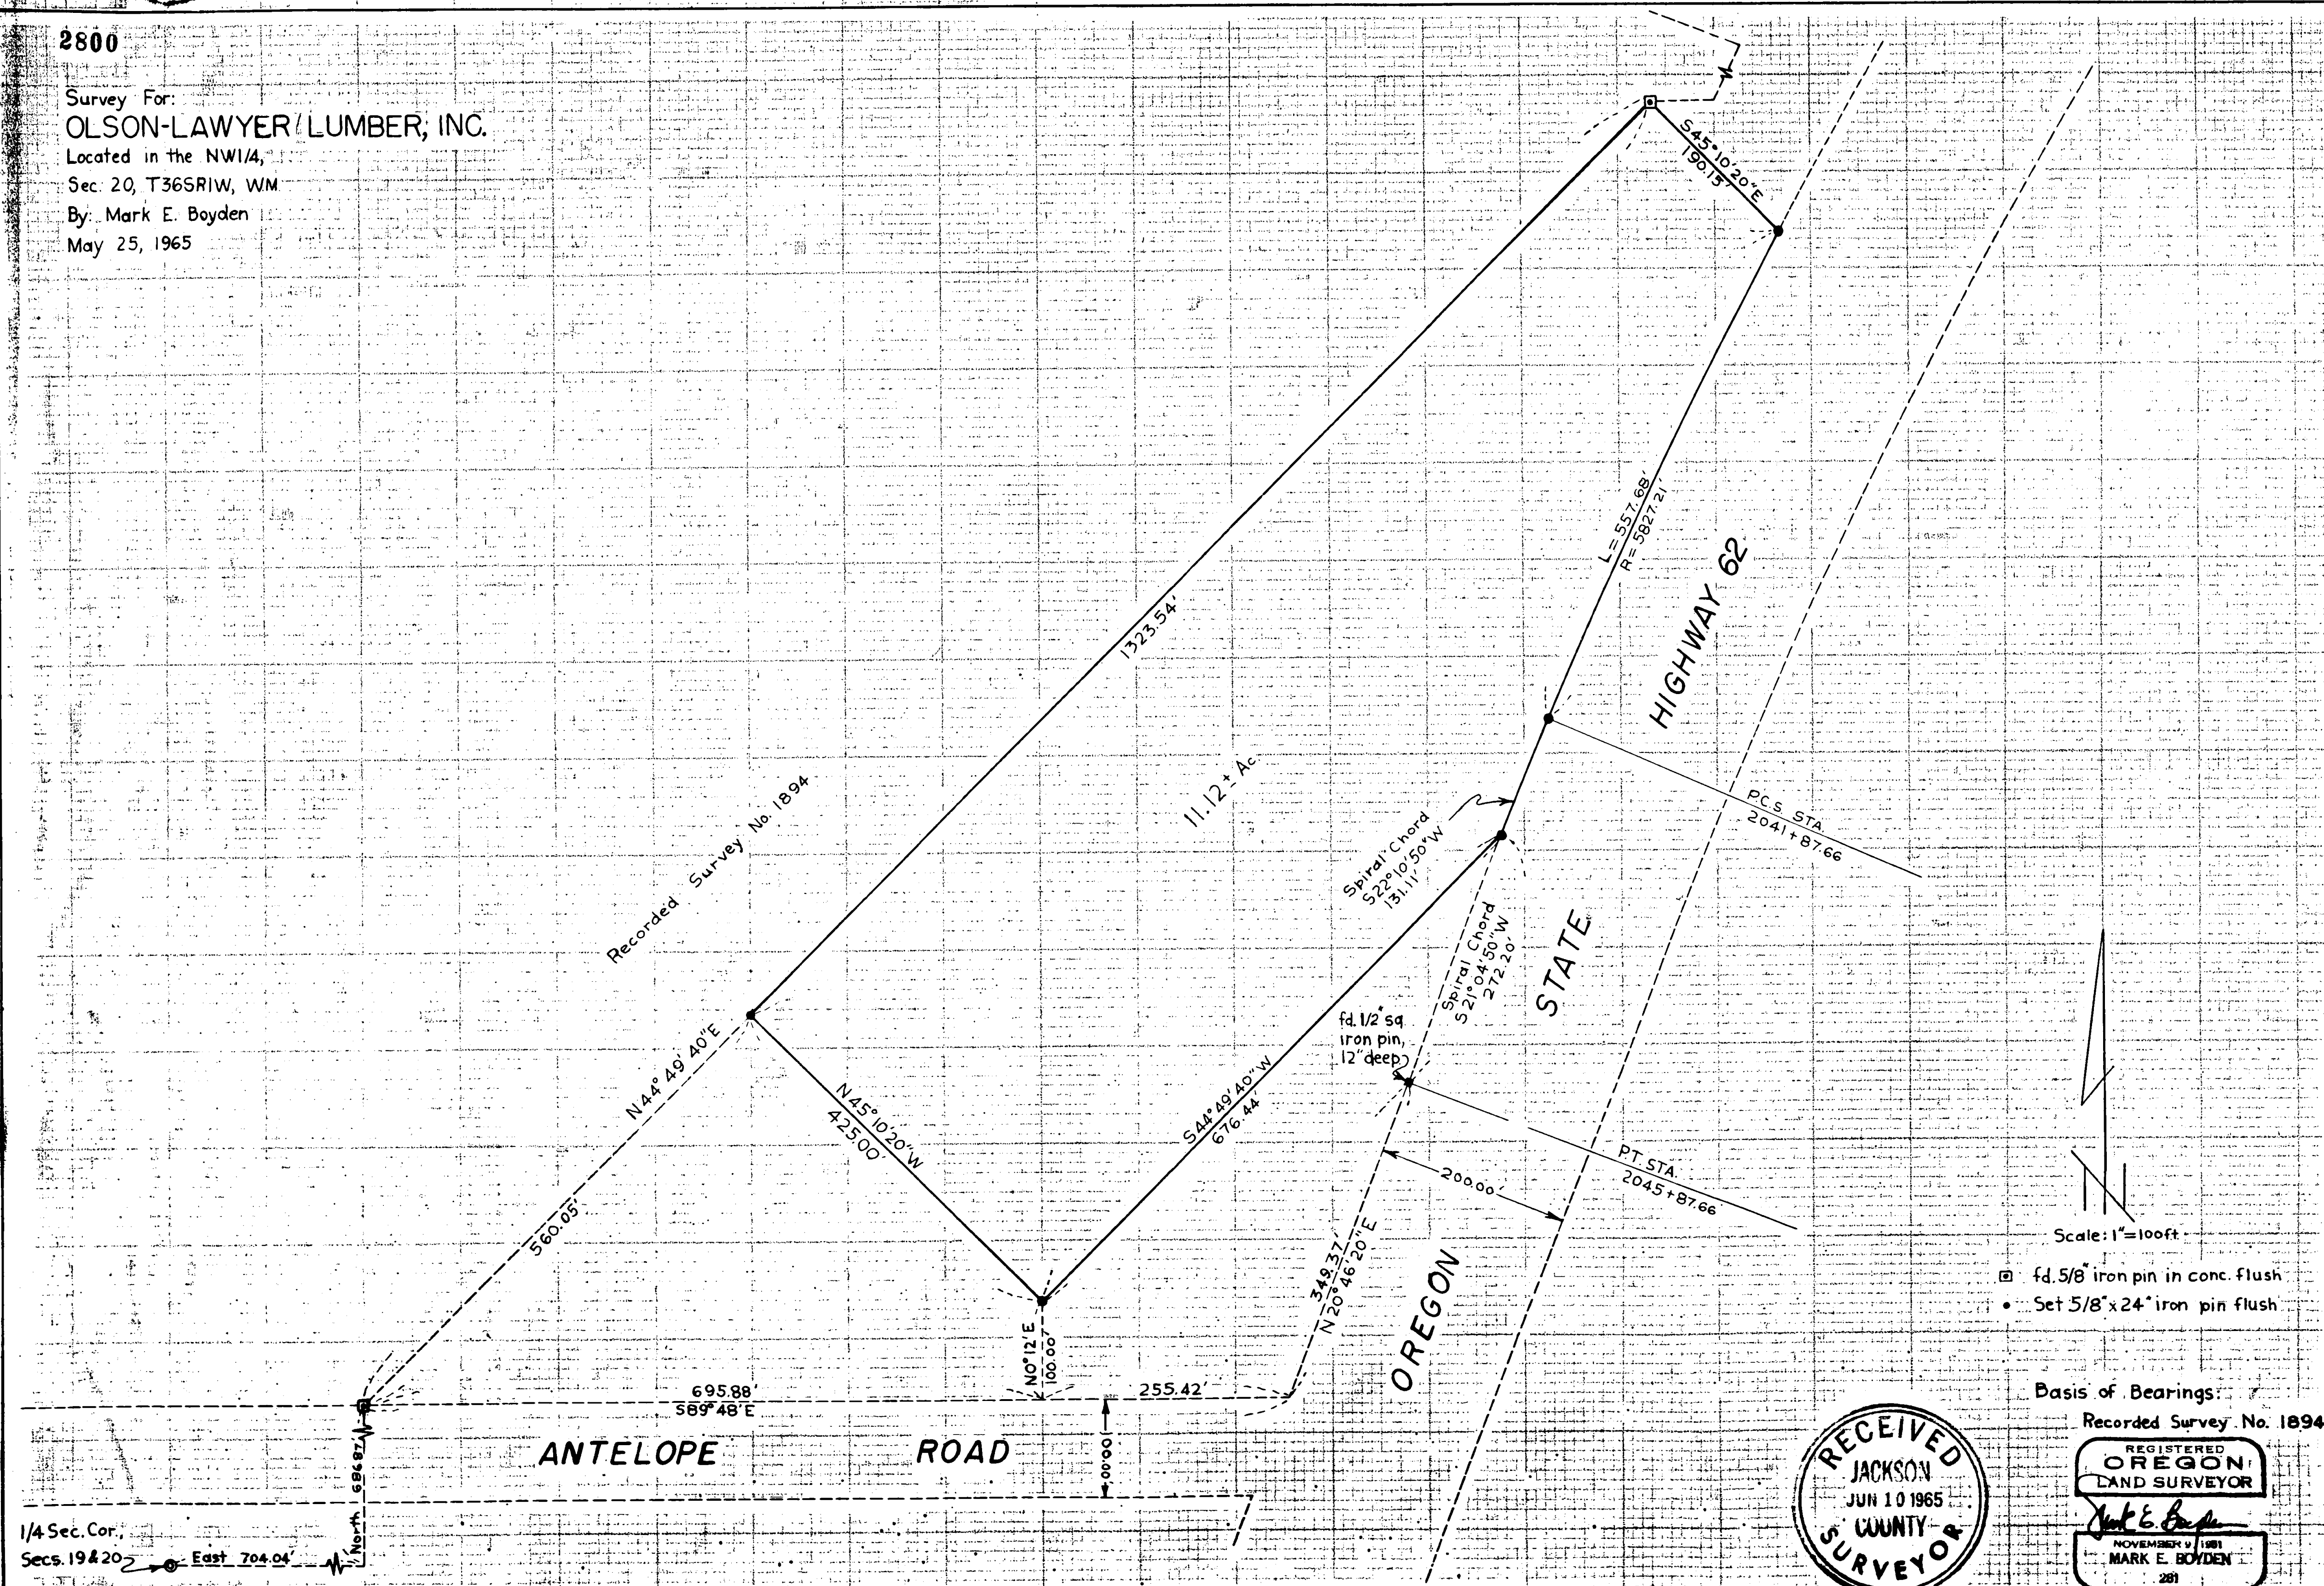 2800
Survey For:
OLSON-LAWYER LUMBER, INC.
Located in the NW1/4,
Sec. 20, T36SR1W, WM
By: Mark E. Boyden
May 25, 1965
S45°10'20"E
190.15'
1323.54'
L = 557.68'
R = 5827.21'
HIGHWAY 62
Recorded Survey No. 1894
11.12 ± Ac.
Spiral Chord
S22°10'50"W
131.11'
P.C.S. STA.
2041+87.66
Spiral Chord
S21°04'50"W
272.20'
STATE
fd. 1/2" sq.
iron pin,
12" deep
N44°49'40"E
560.05'
N45°10'20"W
425.00'
S44°49'40"W
676.44'
P.T. STA.
2045+87.66
200.00'
349.37'
N20°46'20"E
OREGON
Scale: 1"=100ft.
fd. 5/8" iron pin in conc. flush
Set 5/8" x 24" iron pin flush
N0°12'E
100.00'
695.88'
S89°48'E
255.42'
ANTELOPE ROAD
100.00'
North 686.87'
1/4 Sec. Cor.,
Secs. 19 & 20
East 704.04'
Basis of Bearings:
Recorded Survey No. 1894
RECEIVED
JACKSON
JUN 10 1965
COUNTY
SURVEYOR
REGISTERED
OREGON
LAND SURVEYOR
Mark E. Boyden
MARK E. BOYDEN
281